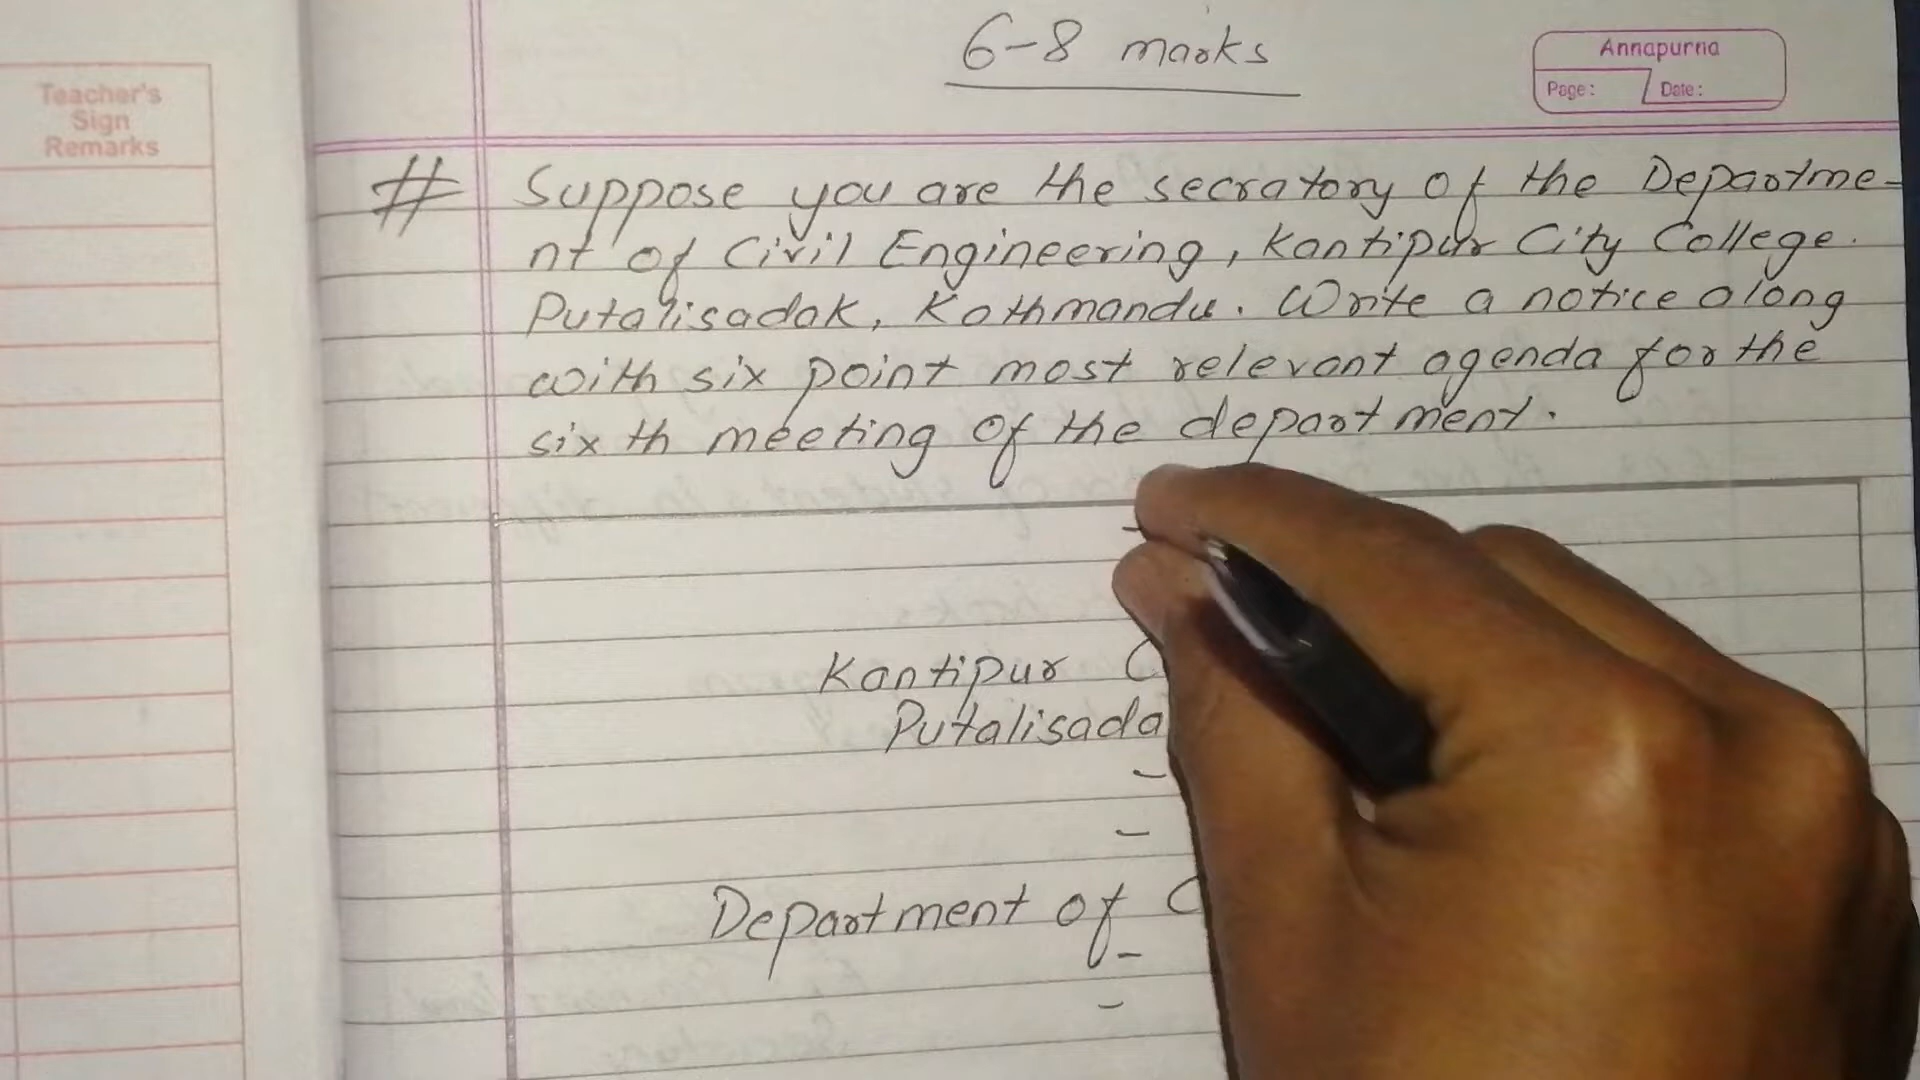 6-8 marks
Annapurna
Page: Date:
Teacher's
Sign
Remarks
# Suppose you are the secratory of the Departme-
nt of Civil Engineering, Kantipur City College.
Putalisadak, Kathmandu. Write a notice along
with six point most relevant agenda for the
sixth meeting of the department.
Kantipur C
Putalisada
Department of C